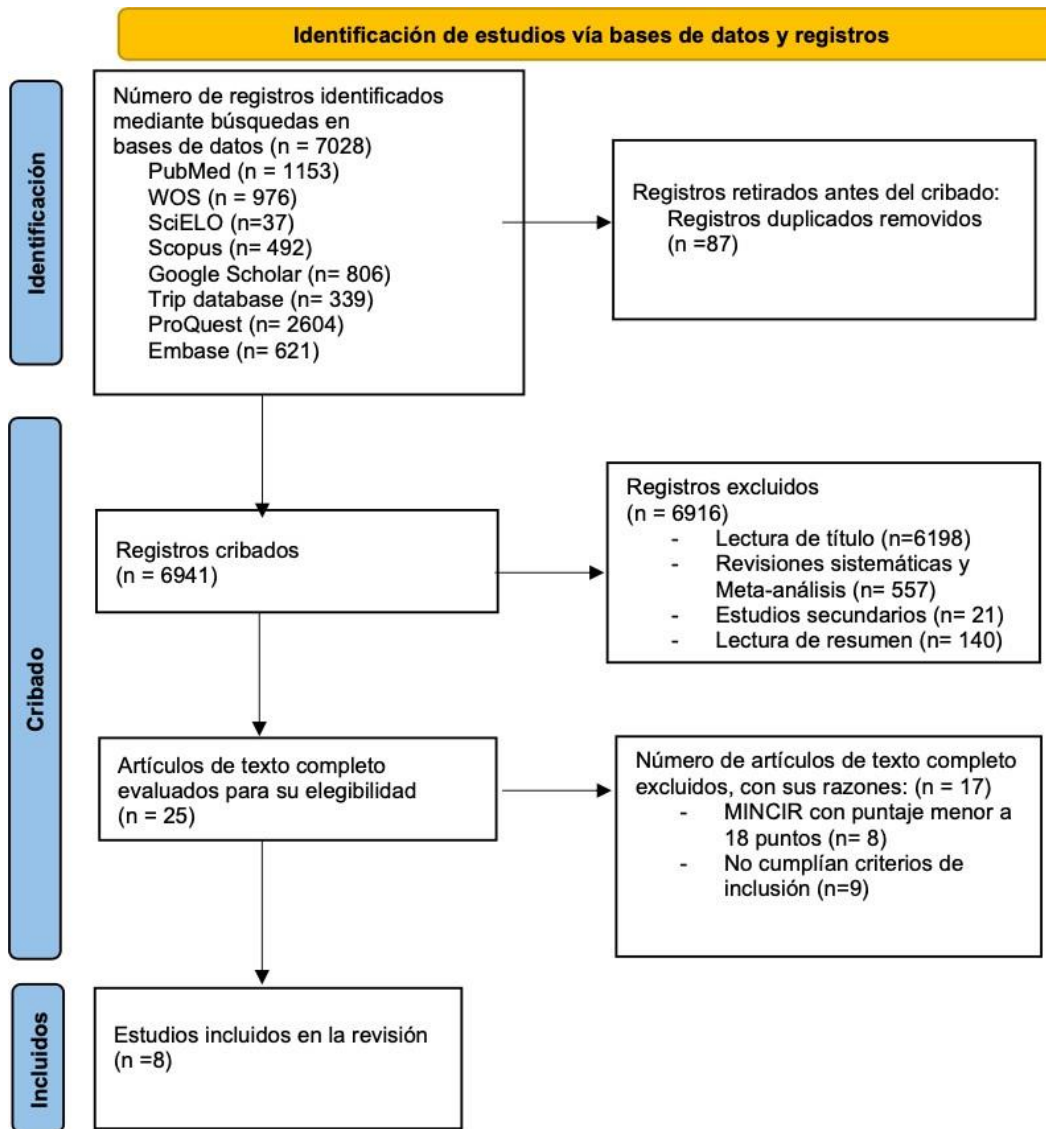 Identificación de estudios vía bases de datos y registros
Identificación
Número de registros identificados
mediante búsquedas en
bases de datos (n = 7028)
PubMed (n = 1153)
WOS (n = 976)
SciELO (n=37)
Scopus (n= 492)
Google Scholar (n= 806)
Trip database (n= 339)
ProQuest (n= 2604)
Embase (n= 621)
Registros retirados antes del cribado:
Registros duplicados removidos
(n =87)
Cribado
Registros cribados
(n = 6941)
Registros excluidos
(n = 6916)
- Lectura de título (n=6198)
- Revisiones sistemáticas y
Meta-análisis (n= 557)
- Estudios secundarios (n= 21)
- Lectura de resumen (n= 140)
Artículos de texto completo
evaluados para su elegibilidad
(n = 25)
Número de artículos de texto completo
excluidos, con sus razones: (n = 17)
- MINCIR con puntaje menor a
18 puntos (n= 8)
- No cumplían criterios de
inclusión (n=9)
Incluidos
Estudios incluidos en la revisión
(n =8)